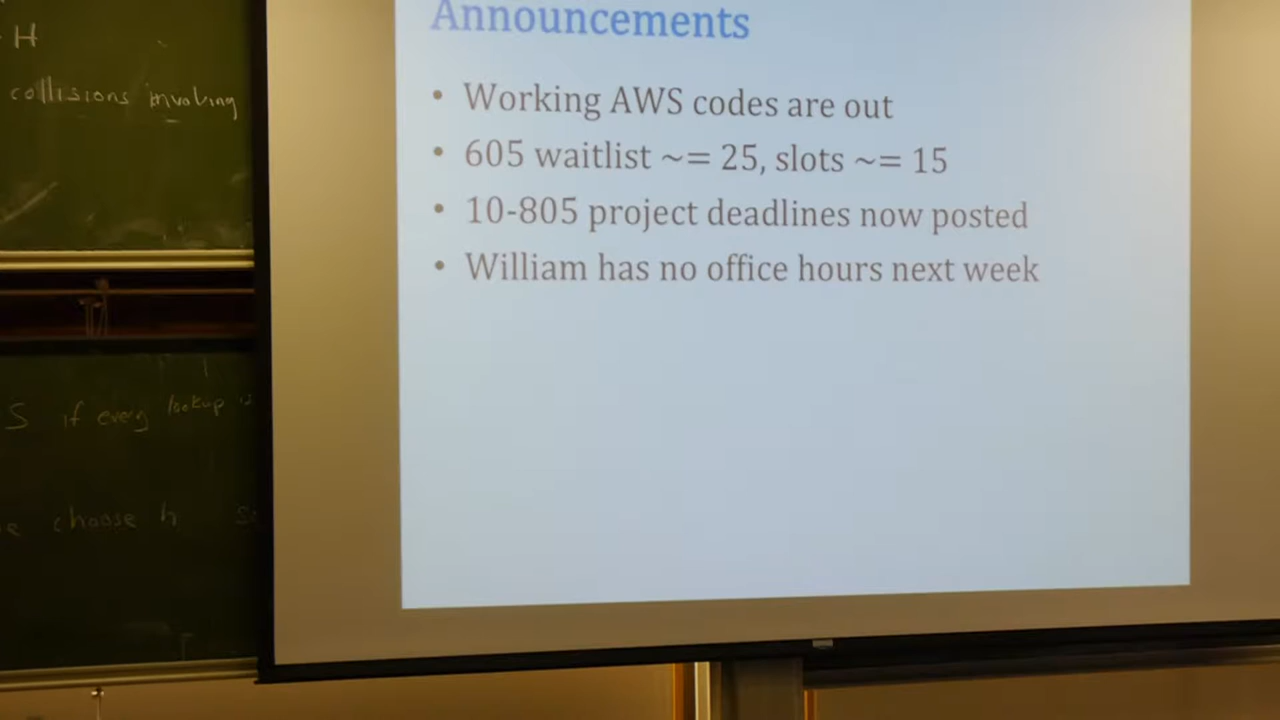 H
collisions involving
S if every lookup is
choose h
Announcements
• Working AWS codes are out
• 605 waitlist ~= 25, slots ~= 15
• 10-805 project deadlines now posted
• William has no office hours next week